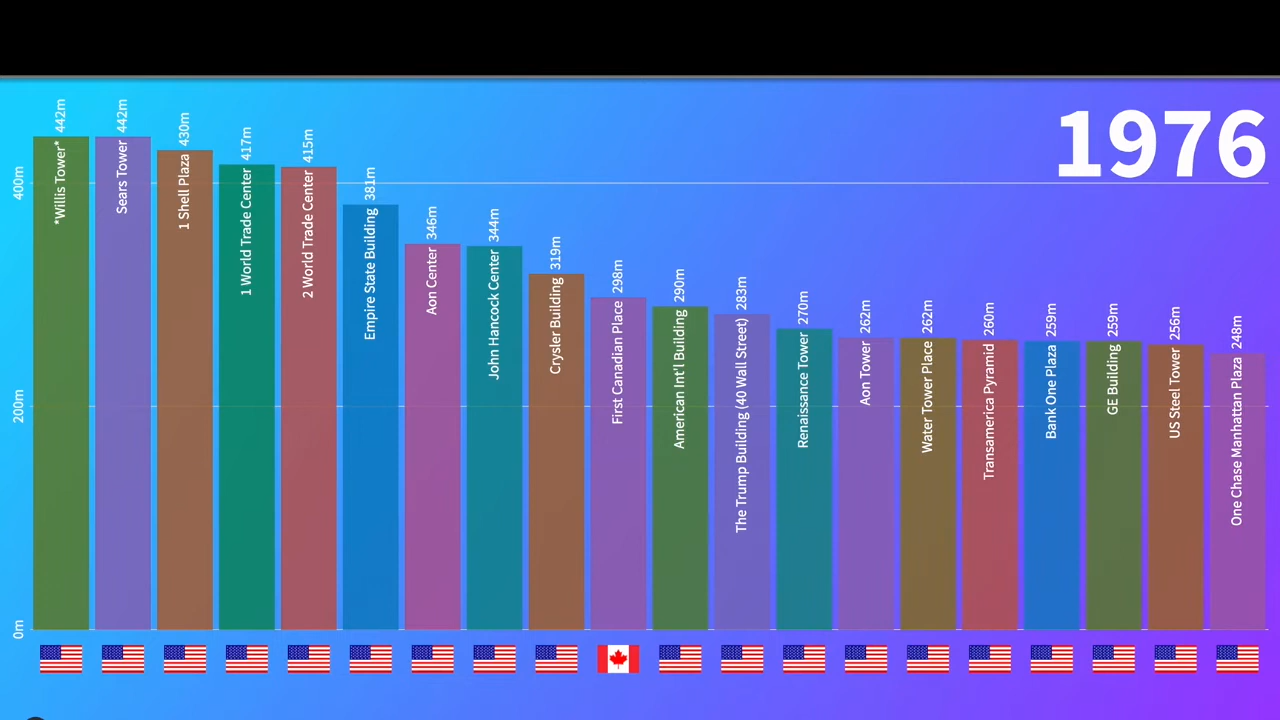 1976
400m
200m
0m
*Willis Tower* 442m
Sears Tower 442m
1 Shell Plaza 430m
1 World Trade Center 417m
2 World Trade Center 415m
Empire State Building 381m
Aon Center 346m
John Hancock Center 344m
Crysler Building 319m
First Canadian Place 298m
American Int'l Building 290m
The Trump Building (40 Wall Street) 283m
Renaissance Tower 270m
Aon Tower 262m
Water Tower Place 262m
Transamerica Pyramid 260m
Bank One Plaza 259m
GE Building 259m
US Steel Tower 256m
One Chase Manhattan Plaza 248m